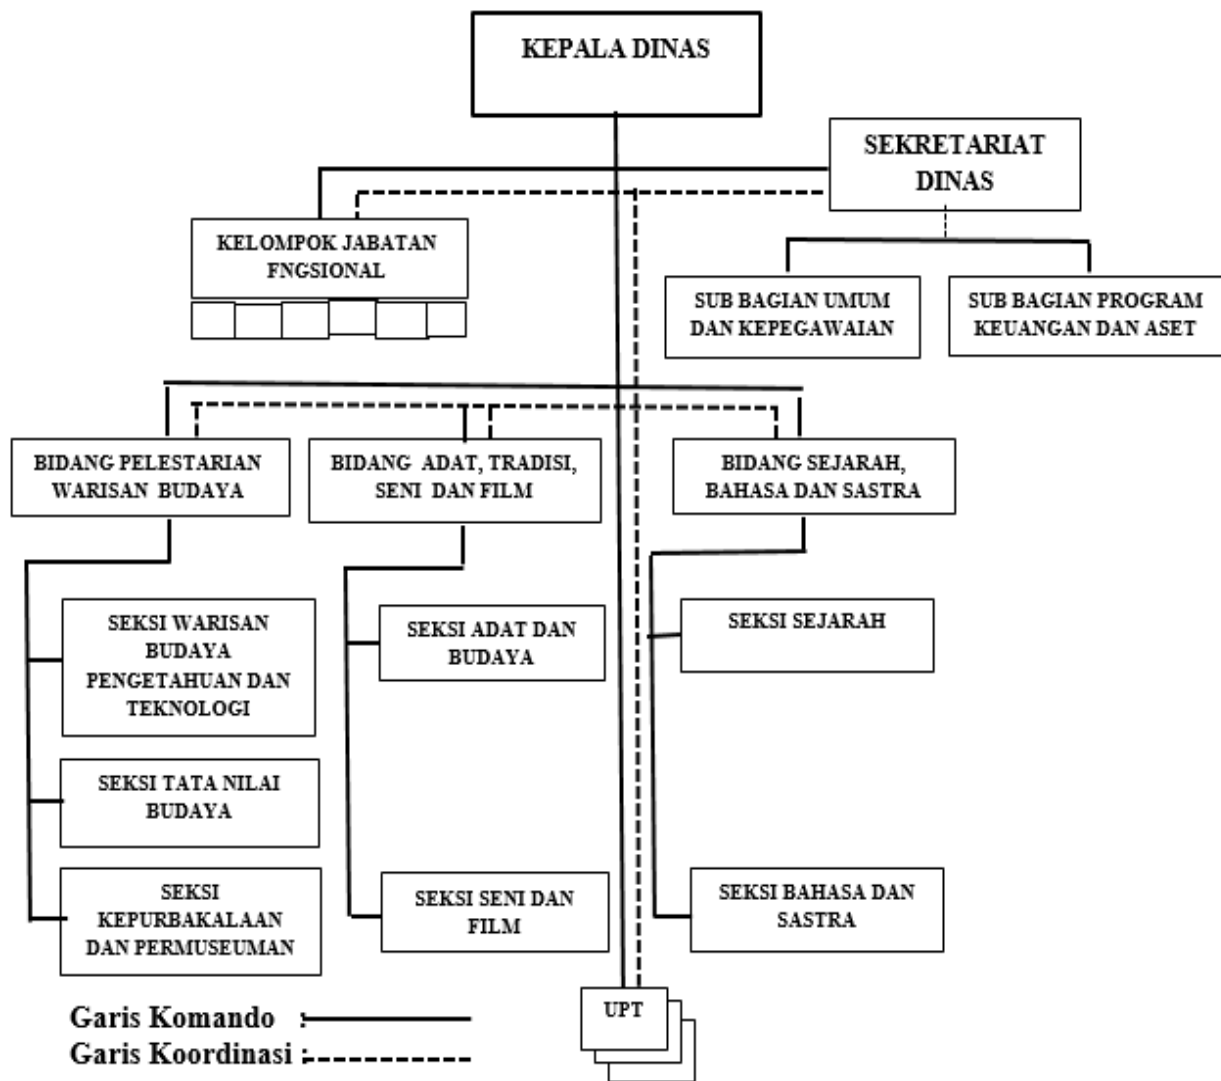 KEPALA DINAS
SEKRETARIAT
DINAS
KELOMPOK JABATAN
FNGSIONAL
SUB BAGIAN UMUM
DAN KEPEGAWAIAN
SUB BAGIAN PROGRAM
KEUANGAN DAN ASET
BIDANG PELESTARIAN
WARISAN BUDAYA
BIDANG ADAT, TRADISI,
SENI DAN FILM
BIDANG SEJARAH,
BAHASA DAN SASTRA
SEKSI WARISAN
BUDAYA
PENGETAHUAN DAN
TEKNOLOGI
SEKSI ADAT DAN
BUDAYA
SEKSI SEJARAH
SEKSI TATA NILAI
BUDAYA
SEKSI
KEPURBAKALAAN
DAN PERMUSEUMAN
SEKSI SENI DAN
FILM
SEKSI BAHASA DAN
SASTRA
UPT
Garis Komando :
Garis Koordinasi :